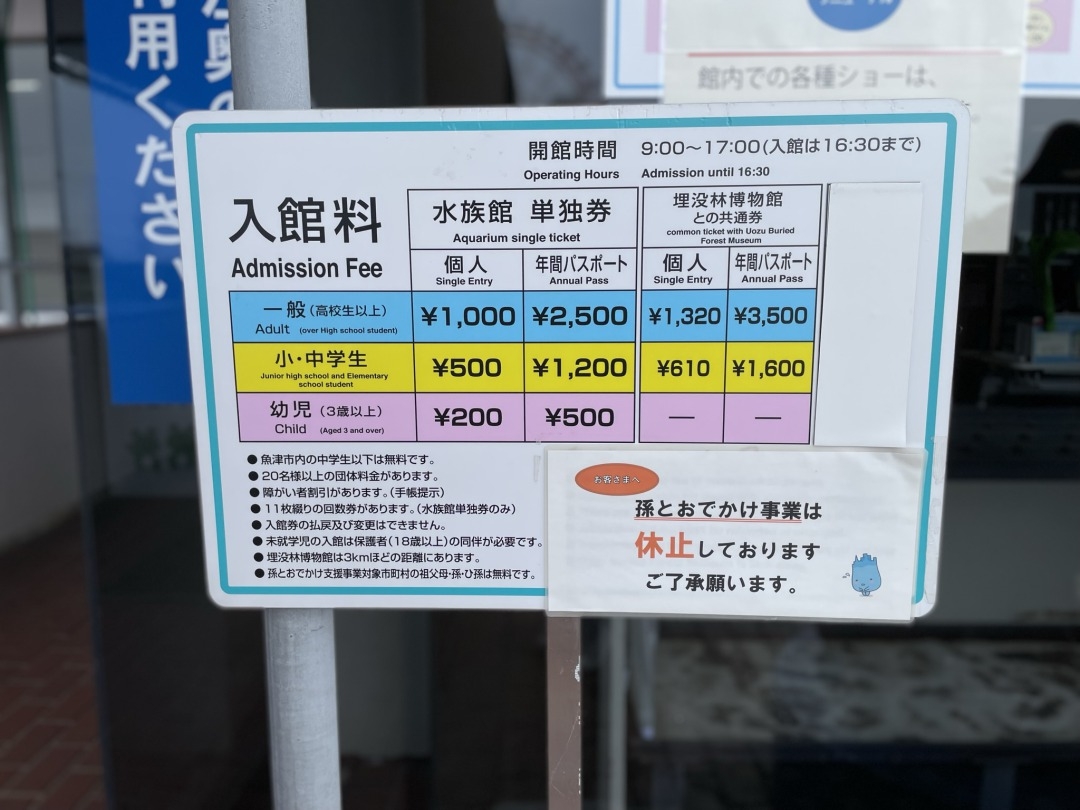 用ください
館内での各種ショーは、
開館時間 9:00～17:00(入館は16:30まで)
Operating Hours Admission until 16:30
入館料
Admission Fee
水族館 単独券
Aquarium single ticket
埋没林博物館
との共通券
common ticket with Uozu Buried
Forest Museum
個人 年間パスポート 個人 年間パスポート
Single Entry Annual Pass Single Entry Annual Pass
一般(高校生以上) ¥1,000 ¥2,500 ¥1,320 ¥3,500
Adult (over High school student)
小・中学生 ¥500 ¥1,200 ¥610 ¥1,600
Junior high school and Elementary
school student
幼児(3歳以上) ¥200 ¥500 — —
Child (Aged 3 and over)
●魚津市内の中学生以下は無料です。
●20名様以上の団体料金があります。
●障がい者割引があります。(手帳提示)
●11枚綴りの回数券があります。(水族館単独券のみ)
●入館券の払戻及び変更はできません。
●未就学児の入館は保護者(18歳以上)の同伴が必要です。
●埋没林博物館は3kmほどの距離にあります。
●孫とおでかけ支援事業対象市町村の祖父母・孫・ひ孫は無料です。
お客さまへ
孫とおでかけ事業は
休止しております
ご了承願います。